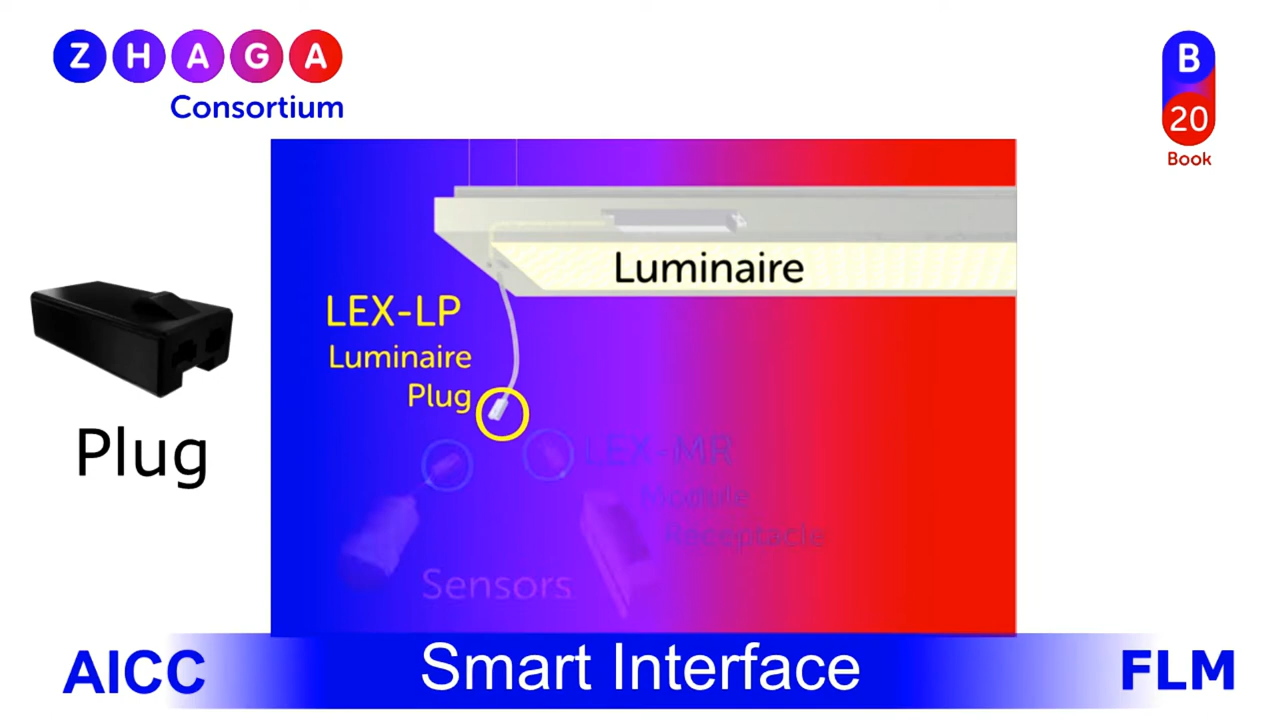 ZHAGA
Consortium
B
20
Book
Luminaire
LEX-LP
Luminaire
Plug
LEX-MR
Module
Receptacle
Sensors
Plug
AICC
Smart Interface
FLM